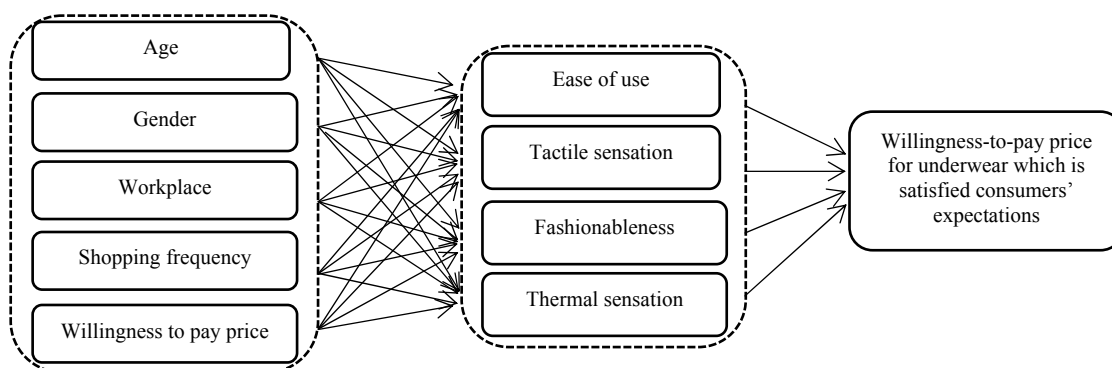 Age
Gender
Workplace
Shopping frequency
Willingness to pay price
Ease of use
Tactile sensation
Fashionableness
Thermal sensation
Willingness-to-pay price
for underwear which is
satisfied consumers’
expectations